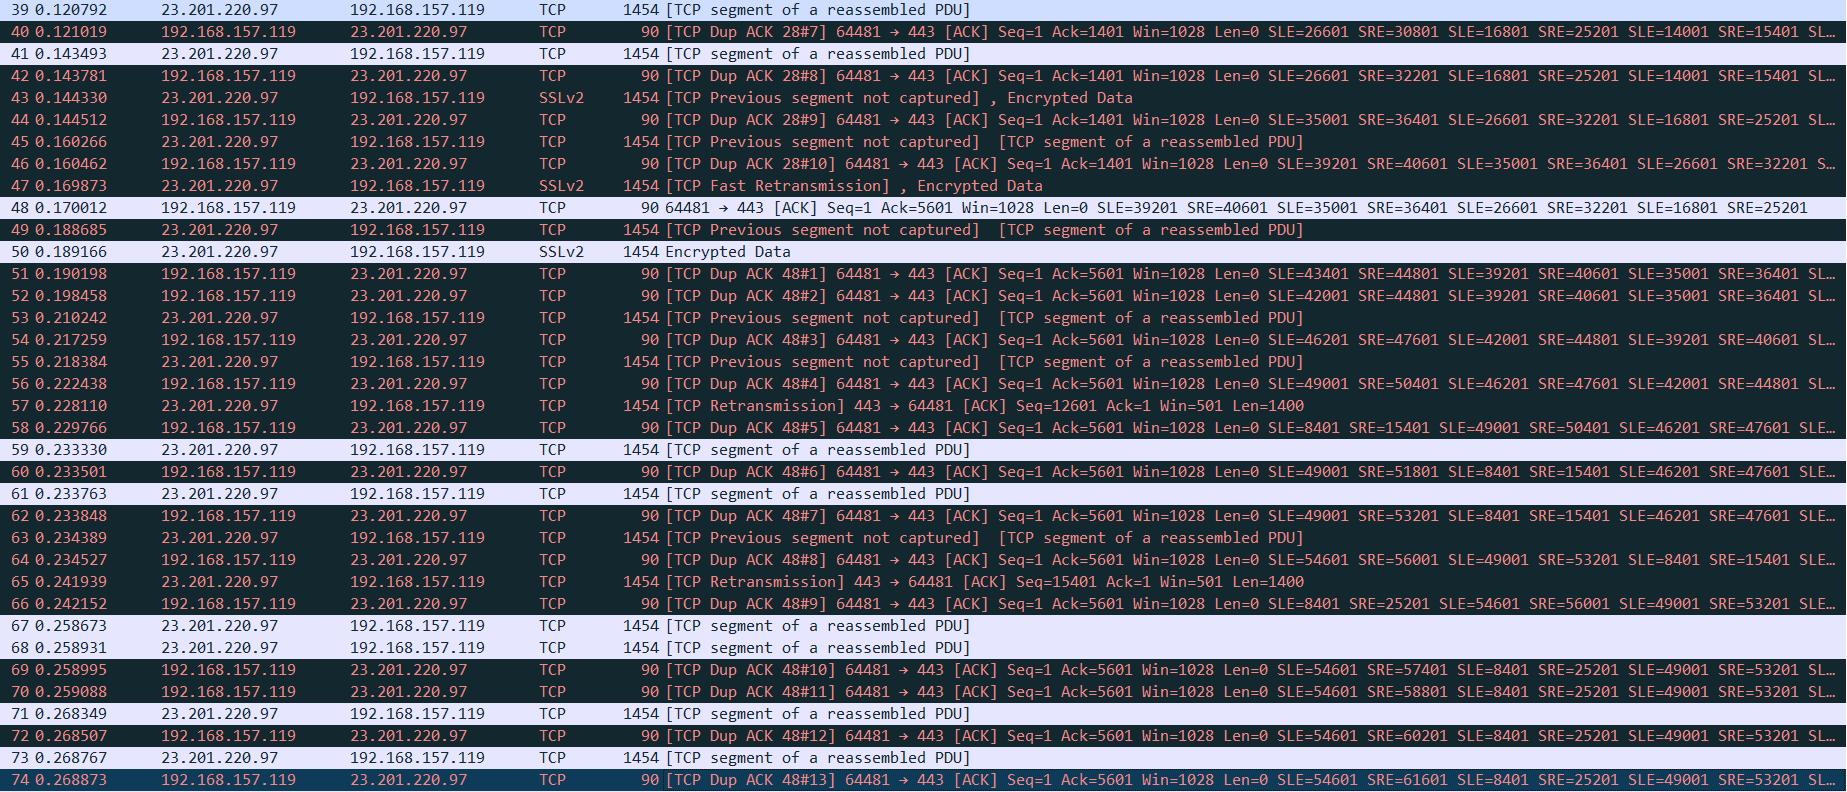 39 0.120792 23.201.220.97 192.168.157.119 TCP 1454 [TCP segment of a reassembled PDU]
40 0.121019 192.168.157.119 23.201.220.97 TCP 90 [TCP Dup ACK 28#7] 64481 → 443 [ACK] Seq=1 Ack=1401 Win=1028 Len=0 SLE=26601 SRE=30801 SLE=16801 SRE=25201 SLE=14001 SRE=15401 SL…
41 0.143493 23.201.220.97 192.168.157.119 TCP 1454 [TCP segment of a reassembled PDU]
42 0.143781 192.168.157.119 23.201.220.97 TCP 90 [TCP Dup ACK 28#8] 64481 → 443 [ACK] Seq=1 Ack=1401 Win=1028 Len=0 SLE=26601 SRE=32201 SLE=16801 SRE=25201 SLE=14001 SRE=15401 SL…
43 0.144330 23.201.220.97 192.168.157.119 SSLv2 1454 [TCP Previous segment not captured] , Encrypted Data
44 0.144512 192.168.157.119 23.201.220.97 TCP 90 [TCP Dup ACK 28#9] 64481 → 443 [ACK] Seq=1 Ack=1401 Win=1028 Len=0 SLE=35001 SRE=36401 SLE=26601 SRE=32201 SLE=16801 SRE=25201 SL…
45 0.160266 23.201.220.97 192.168.157.119 TCP 1454 [TCP Previous segment not captured] [TCP segment of a reassembled PDU]
46 0.160462 192.168.157.119 23.201.220.97 TCP 90 [TCP Dup ACK 28#10] 64481 → 443 [ACK] Seq=1 Ack=1401 Win=1028 Len=0 SLE=39201 SRE=40601 SLE=35001 SRE=36401 SLE=26601 SRE=32201 S…
47 0.169873 23.201.220.97 192.168.157.119 SSLv2 1454 [TCP Fast Retransmission] , Encrypted Data
48 0.170012 192.168.157.119 23.201.220.97 TCP 90 64481 → 443 [ACK] Seq=1 Ack=5601 Win=1028 Len=0 SLE=39201 SRE=40601 SLE=35001 SRE=36401 SLE=26601 SRE=32201 SLE=16801 SRE=25201
49 0.188685 23.201.220.97 192.168.157.119 TCP 1454 [TCP Previous segment not captured] [TCP segment of a reassembled PDU]
50 0.189166 23.201.220.97 192.168.157.119 SSLv2 1454 Encrypted Data
51 0.190198 192.168.157.119 23.201.220.97 TCP 90 [TCP Dup ACK 48#1] 64481 → 443 [ACK] Seq=1 Ack=5601 Win=1028 Len=0 SLE=43401 SRE=44801 SLE=39201 SRE=40601 SLE=35001 SRE=36401 SL…
52 0.198458 192.168.157.119 23.201.220.97 TCP 90 [TCP Dup ACK 48#2] 64481 → 443 [ACK] Seq=1 Ack=5601 Win=1028 Len=0 SLE=42001 SRE=44801 SLE=39201 SRE=40601 SLE=35001 SRE=36401 SL…
53 0.210242 23.201.220.97 192.168.157.119 TCP 1454 [TCP Previous segment not captured] [TCP segment of a reassembled PDU]
54 0.217259 192.168.157.119 23.201.220.97 TCP 90 [TCP Dup ACK 48#3] 64481 → 443 [ACK] Seq=1 Ack=5601 Win=1028 Len=0 SLE=46201 SRE=47601 SLE=42001 SRE=44801 SLE=39201 SRE=40601 SL…
55 0.218384 23.201.220.97 192.168.157.119 TCP 1454 [TCP Previous segment not captured] [TCP segment of a reassembled PDU]
56 0.222438 192.168.157.119 23.201.220.97 TCP 90 [TCP Dup ACK 48#4] 64481 → 443 [ACK] Seq=1 Ack=5601 Win=1028 Len=0 SLE=49001 SRE=50401 SLE=46201 SRE=47601 SLE=42001 SRE=44801 SL…
57 0.228110 23.201.220.97 192.168.157.119 TCP 1454 [TCP Retransmission] 443 → 64481 [ACK] Seq=12601 Ack=1 Win=501 Len=1400
58 0.229766 192.168.157.119 23.201.220.97 TCP 90 [TCP Dup ACK 48#5] 64481 → 443 [ACK] Seq=1 Ack=5601 Win=1028 Len=0 SLE=8401 SRE=15401 SLE=49001 SRE=50401 SLE=46201 SRE=47601 SLE…
59 0.233330 23.201.220.97 192.168.157.119 TCP 1454 [TCP segment of a reassembled PDU]
60 0.233501 192.168.157.119 23.201.220.97 TCP 90 [TCP Dup ACK 48#6] 64481 → 443 [ACK] Seq=1 Ack=5601 Win=1028 Len=0 SLE=49001 SRE=51801 SLE=8401 SRE=15401 SLE=46201 SRE=47601 SLE…
61 0.233763 23.201.220.97 192.168.157.119 TCP 1454 [TCP segment of a reassembled PDU]
62 0.233848 192.168.157.119 23.201.220.97 TCP 90 [TCP Dup ACK 48#7] 64481 → 443 [ACK] Seq=1 Ack=5601 Win=1028 Len=0 SLE=49001 SRE=53201 SLE=8401 SRE=15401 SLE=46201 SRE=47601 SLE…
63 0.234389 23.201.220.97 192.168.157.119 TCP 1454 [TCP Previous segment not captured] [TCP segment of a reassembled PDU]
64 0.234527 192.168.157.119 23.201.220.97 TCP 90 [TCP Dup ACK 48#8] 64481 → 443 [ACK] Seq=1 Ack=5601 Win=1028 Len=0 SLE=54601 SRE=56001 SLE=49001 SRE=53201 SLE=8401 SRE=15401 SLE…
65 0.241939 23.201.220.97 192.168.157.119 TCP 1454 [TCP Retransmission] 443 → 64481 [ACK] Seq=15401 Ack=1 Win=501 Len=1400
66 0.242152 192.168.157.119 23.201.220.97 TCP 90 [TCP Dup ACK 48#9] 64481 → 443 [ACK] Seq=1 Ack=5601 Win=1028 Len=0 SLE=8401 SRE=25201 SLE=54601 SRE=56001 SLE=49001 SRE=53201 SLE…
67 0.258673 23.201.220.97 192.168.157.119 TCP 1454 [TCP segment of a reassembled PDU]
68 0.258931 23.201.220.97 192.168.157.119 TCP 1454 [TCP segment of a reassembled PDU]
69 0.258995 192.168.157.119 23.201.220.97 TCP 90 [TCP Dup ACK 48#10] 64481 → 443 [ACK] Seq=1 Ack=5601 Win=1028 Len=0 SLE=54601 SRE=57401 SLE=8401 SRE=25201 SLE=49001 SRE=53201 SL…
70 0.259088 192.168.157.119 23.201.220.97 TCP 90 [TCP Dup ACK 48#11] 64481 → 443 [ACK] Seq=1 Ack=5601 Win=1028 Len=0 SLE=54601 SRE=58801 SLE=8401 SRE=25201 SLE=49001 SRE=53201 SL…
71 0.268349 23.201.220.97 192.168.157.119 TCP 1454 [TCP segment of a reassembled PDU]
72 0.268507 192.168.157.119 23.201.220.97 TCP 90 [TCP Dup ACK 48#12] 64481 → 443 [ACK] Seq=1 Ack=5601 Win=1028 Len=0 SLE=54601 SRE=60201 SLE=8401 SRE=25201 SLE=49001 SRE=53201 SL…
73 0.268767 23.201.220.97 192.168.157.119 TCP 1454 [TCP segment of a reassembled PDU]
74 0.268873 192.168.157.119 23.201.220.97 TCP 90 [TCP Dup ACK 48#13] 64481 → 443 [ACK] Seq=1 Ack=5601 Win=1028 Len=0 SLE=54601 SRE=61601 SLE=8401 SRE=25201 SLE=49001 SRE=53201 SL…